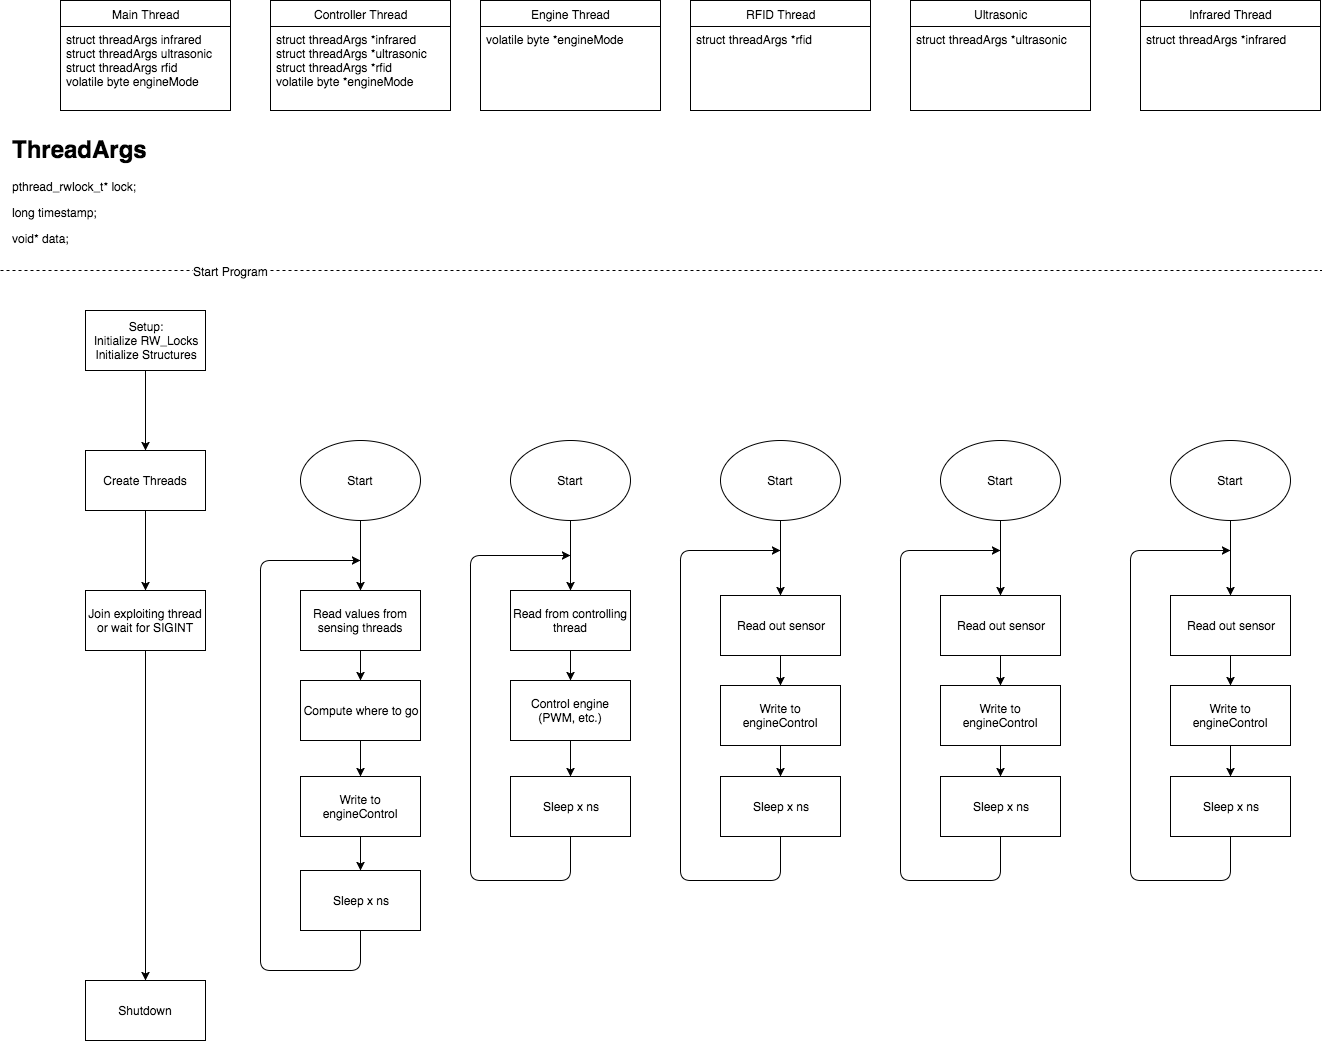 Main Thread
struct threadArgs infrared
struct threadArgs ultrasonic
struct threadArgs rfid
volatile byte engineMode
Controller Thread
struct threadArgs *infrared
struct threadArgs *ultrasonic
struct threadArgs *rfid
volatile byte *engineMode
Engine Thread
volatile byte *engineMode
RFID Thread
struct threadArgs *rfid
Ultrasonic
struct threadArgs *ultrasonic
Infrared Thread
struct threadArgs *infrared
ThreadArgs
pthread_rwlock_t* lock;
long timestamp;
void* data;
Start Program
Setup:
Initialize RW_Locks
Initialize Structures
Create Threads
Join exploiting thread
or wait for SIGINT
Shutdown
Start
Read values from
sensing threads
Compute where to go
Write to
engineControl
Sleep x ns
Start
Read from controlling
thread
Control engine
(PWM, etc.)
Sleep x ns
Start
Read out sensor
Write to
engineControl
Sleep x ns
Start
Read out sensor
Write to
engineControl
Sleep x ns
Start
Read out sensor
Write to
engineControl
Sleep x ns